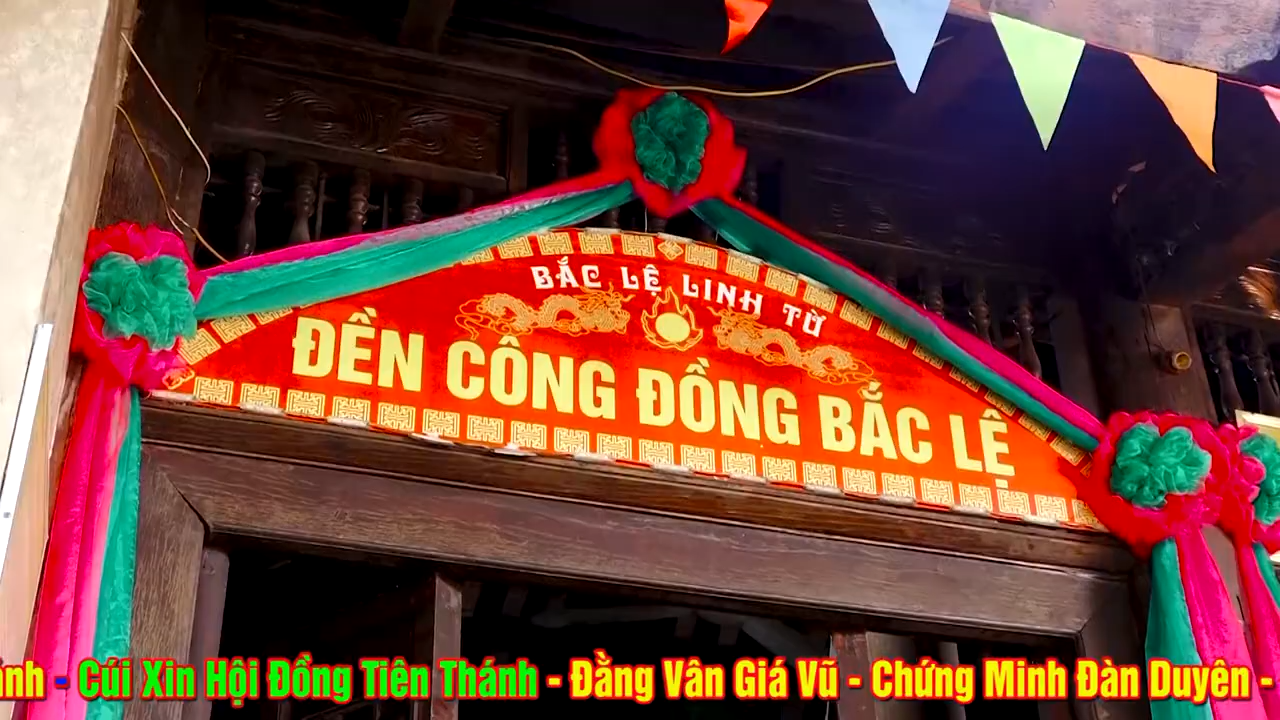 BẮC LỆ LINH TỪ
ĐỀN CÔNG ĐỒNG BẮC LỆ
- Cúi Xin Hội Đồng Tiên Thánh - Đằng Vân Giá Vũ - Chứng Minh Đàn Duyên -